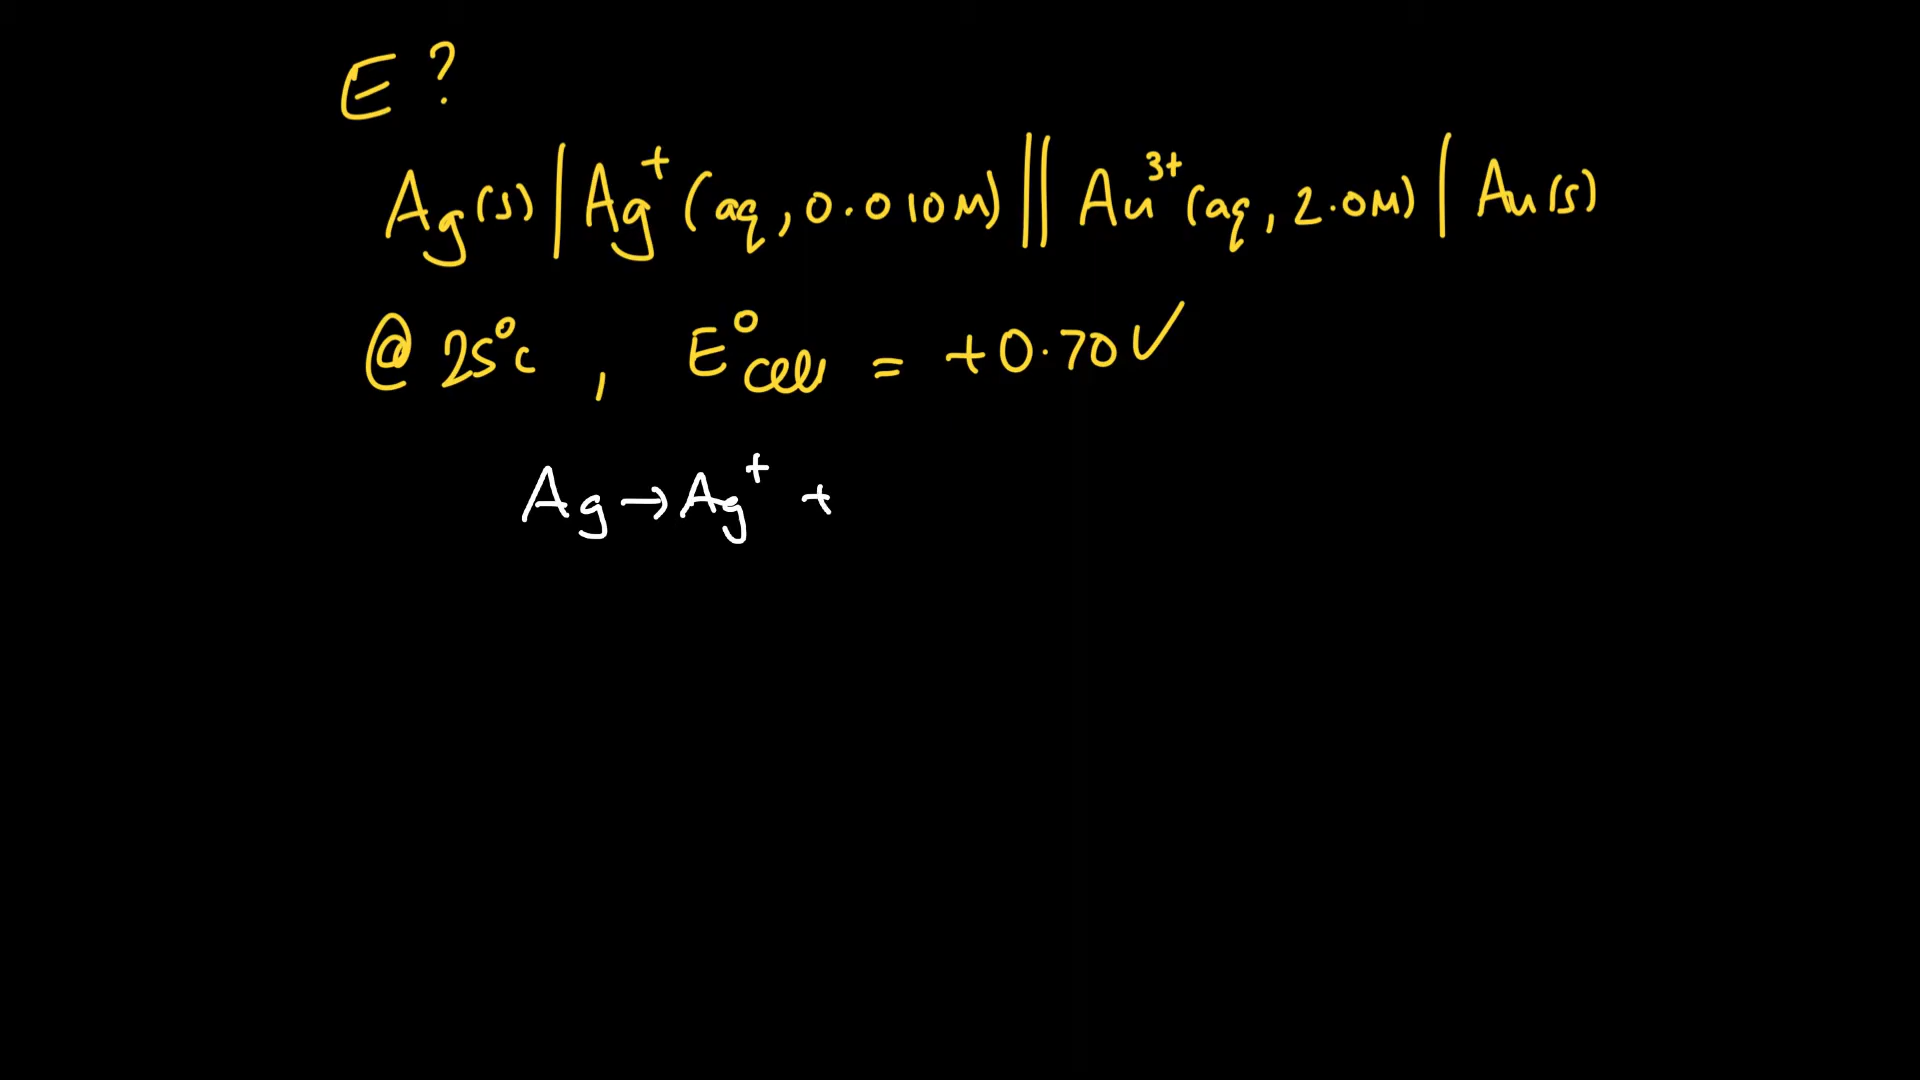 E ?
Ag(s) | Ag⁺ (aq, 0.010M) || Au³⁺ (aq, 2.0M) | Au(s)
@ 25°C , E°cell = +0.70V
Ag → Ag⁺ +